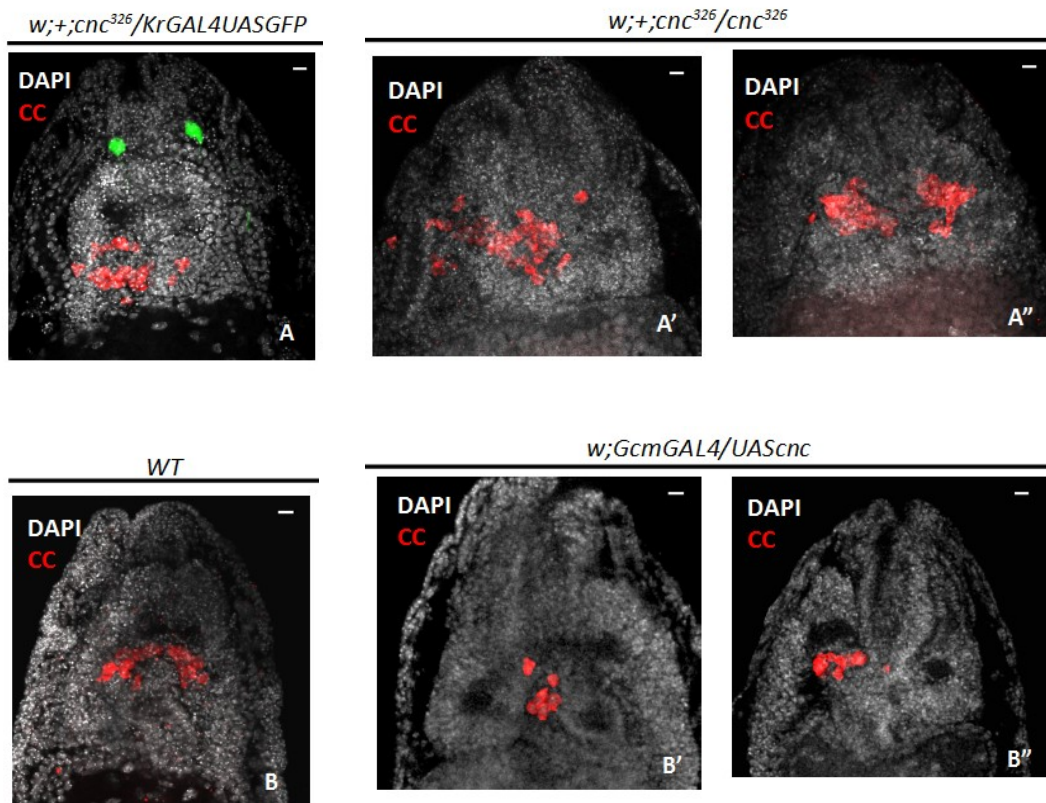 w;+;cnc³²⁶/KrGAL4UASGFP
w;+;cnc³²⁶/cnc³²⁶
DAPI
CC
A
DAPI
CC
A'
DAPI
CC
A''
WT
w;GcmGAL4/UAScnc
DAPI
CC
B
DAPI
CC
B'
DAPI
CC
B''